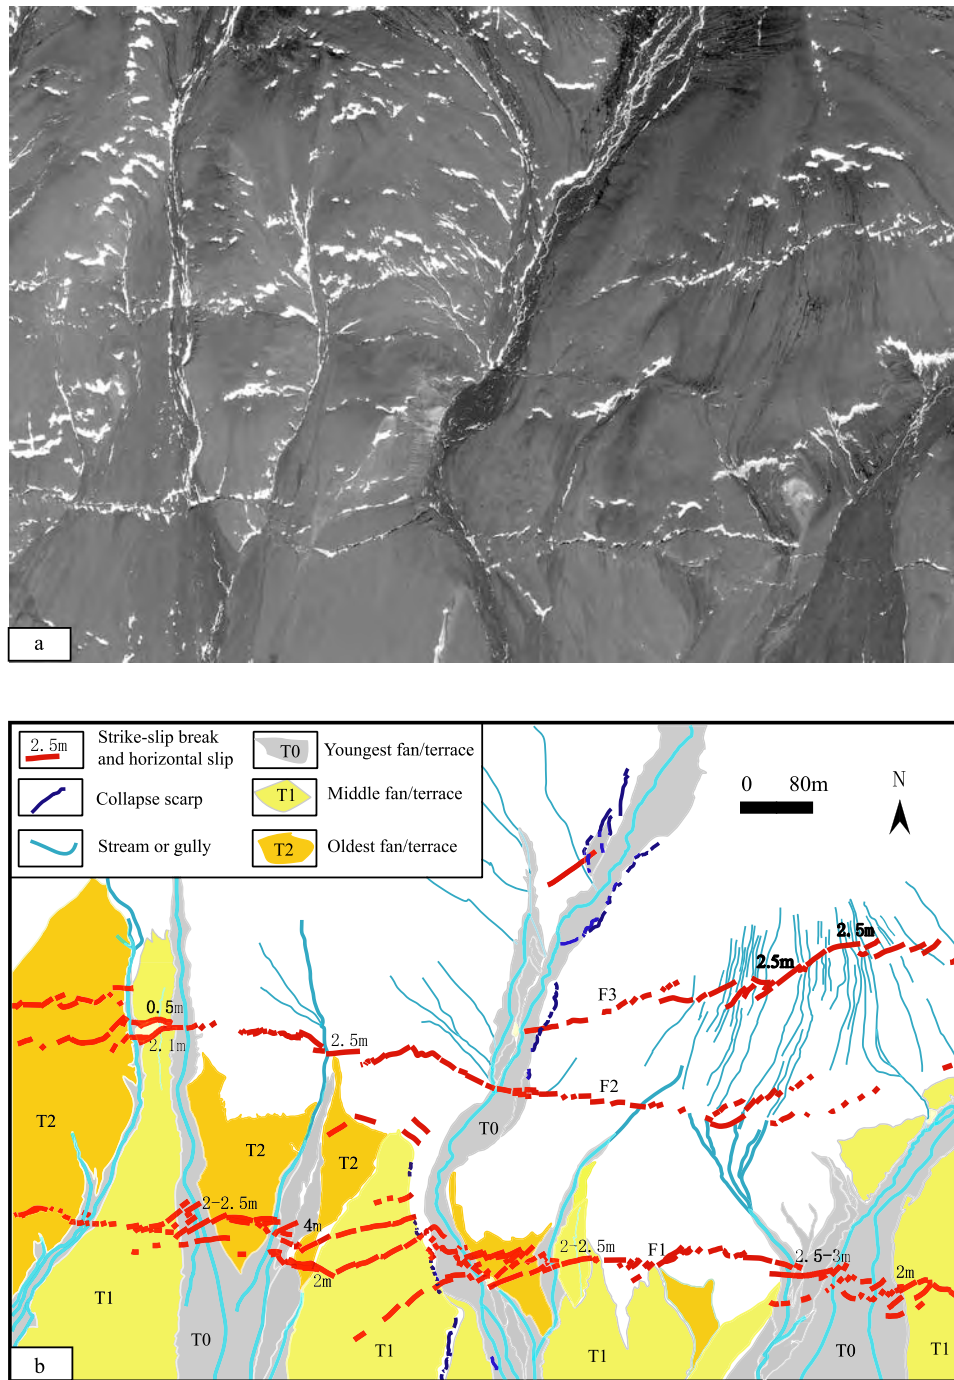 a
2.5m
Strike-slip break
and horizontal slip
Collapse scarp
Stream or gully
T0
Youngest fan/terrace
T1
Middle fan/terrace
T2
Oldest fan/terrace
0
80m
N
2.5m
2.5m
F3
0.5m
2.1m
2.5m
F2
T2
T0
T2
T2
2-2.5m
4m
2m
2-2.5m
F1
2.5-3m
2m
T1
T0
T1
T1
T0
T1
b